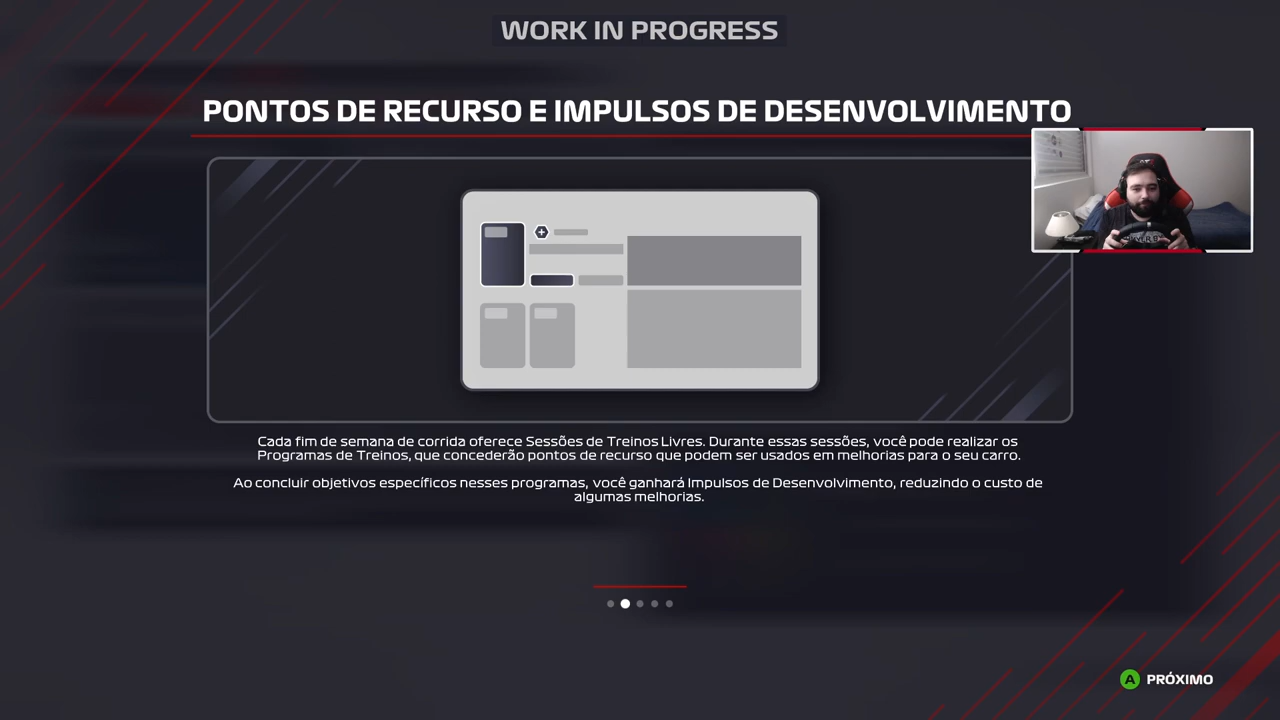 WORK IN PROGRESS
PONTOS DE RECURSO E IMPULSOS DE DESENVOLVIMENTO
Cada fim de semana de corrida oferece Sessões de Treinos Livres. Durante essas sessões, você pode realizar os
Programas de Treinos, que concederão pontos de recurso que podem ser usados em melhorias para o seu carro.
Ao concluir objetivos específicos nesses programas, você ganhará Impulsos de Desenvolvimento, reduzindo o custo de
algumas melhorias.
A PRÓXIMO